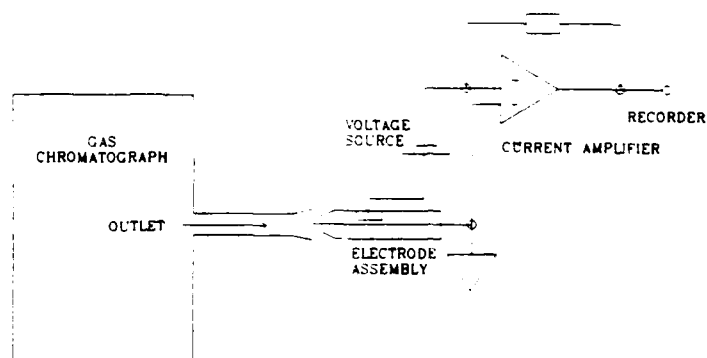 GAS
CHROMATOGRAPH
OUTLET
VOLTAGE
SOURCE
ELECTRODE
ASSEMBLY
CURRENT AMPLIFIER
RECORDER